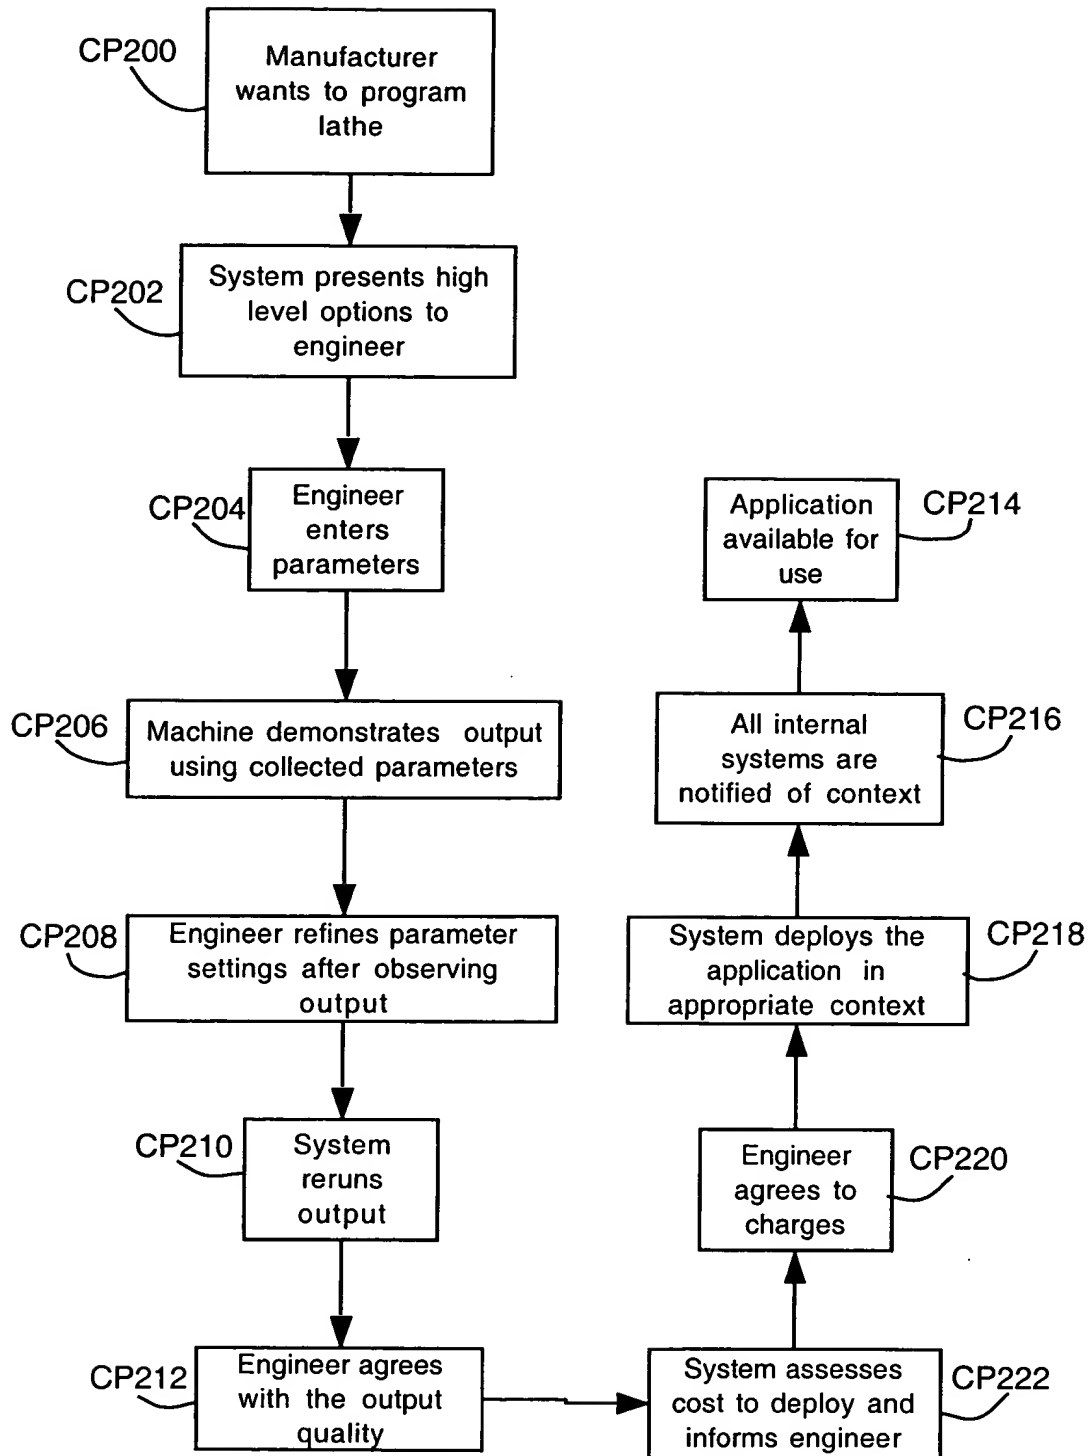 CP200
Manufacturer
wants to program
lathe
CP202
System presents high
level options to
engineer
CP204
Engineer
enters
parameters
CP206
Machine demonstrates output
using collected parameters
CP208
Engineer refines parameter
settings after observing
output
CP210
System
reruns
output
CP212
Engineer agrees
with the output
quality
System assesses
cost to deploy and
informs engineer
CP222
Engineer
agrees to
charges
CP220
System deploys the
application in
appropriate context
CP218
All internal
systems are
notified of context
CP216
Application
available for
use
CP214